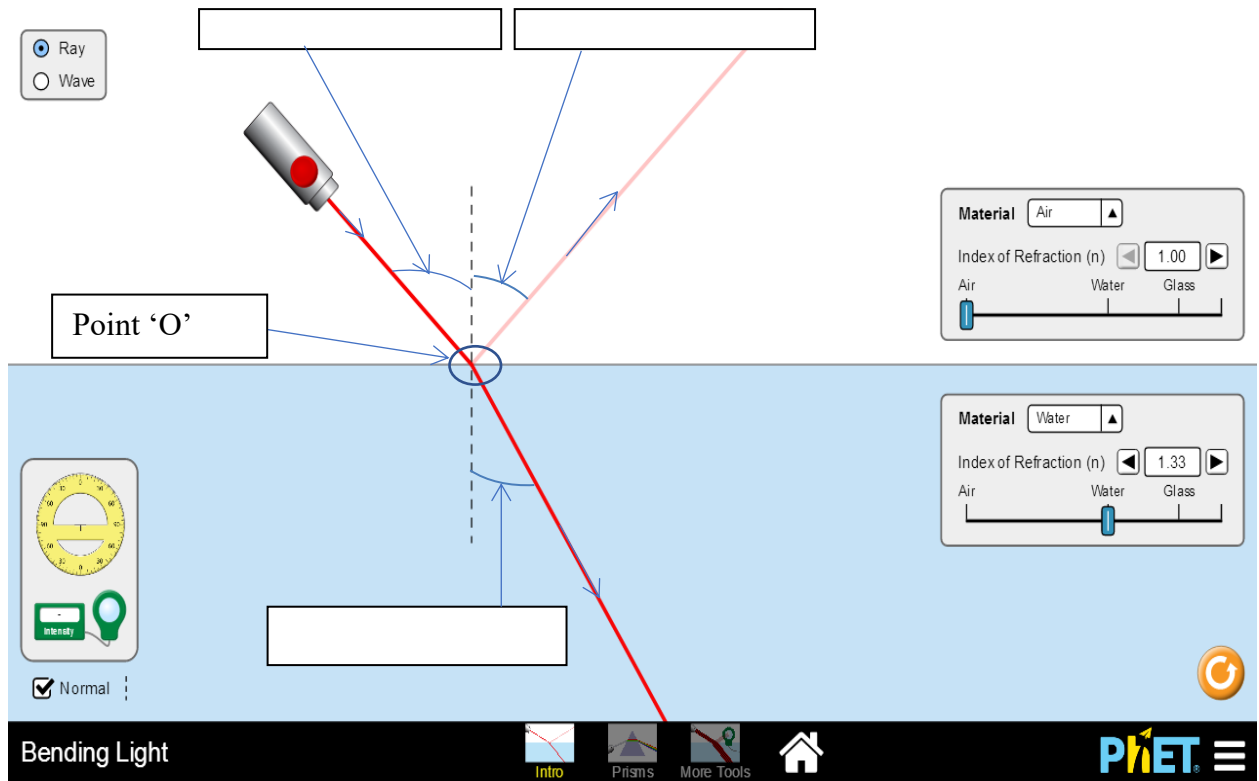 Ray
Wave
Material Air
Index of Refraction (n) 1.00
Air Water Glass
Point ‘O’
Material Water
Index of Refraction (n) 1.33
Air Water Glass
Intensity
Normal
Bending Light
Intro
Prisms
More Tools
PhET